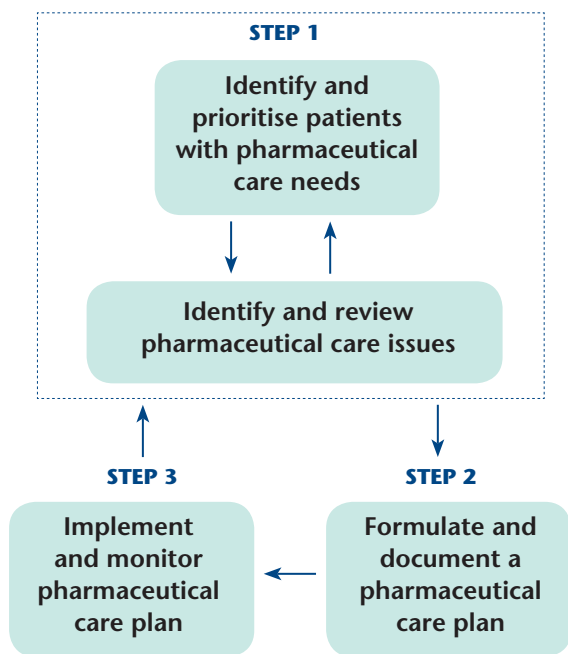 STEP 1
Identify and
prioritise patients
with pharmaceutical
care needs
Identify and review
pharmaceutical care issues
STEP 3
Implement
and monitor
pharmaceutical
care plan
STEP 2
Formulate and
document a
pharmaceutical
care plan